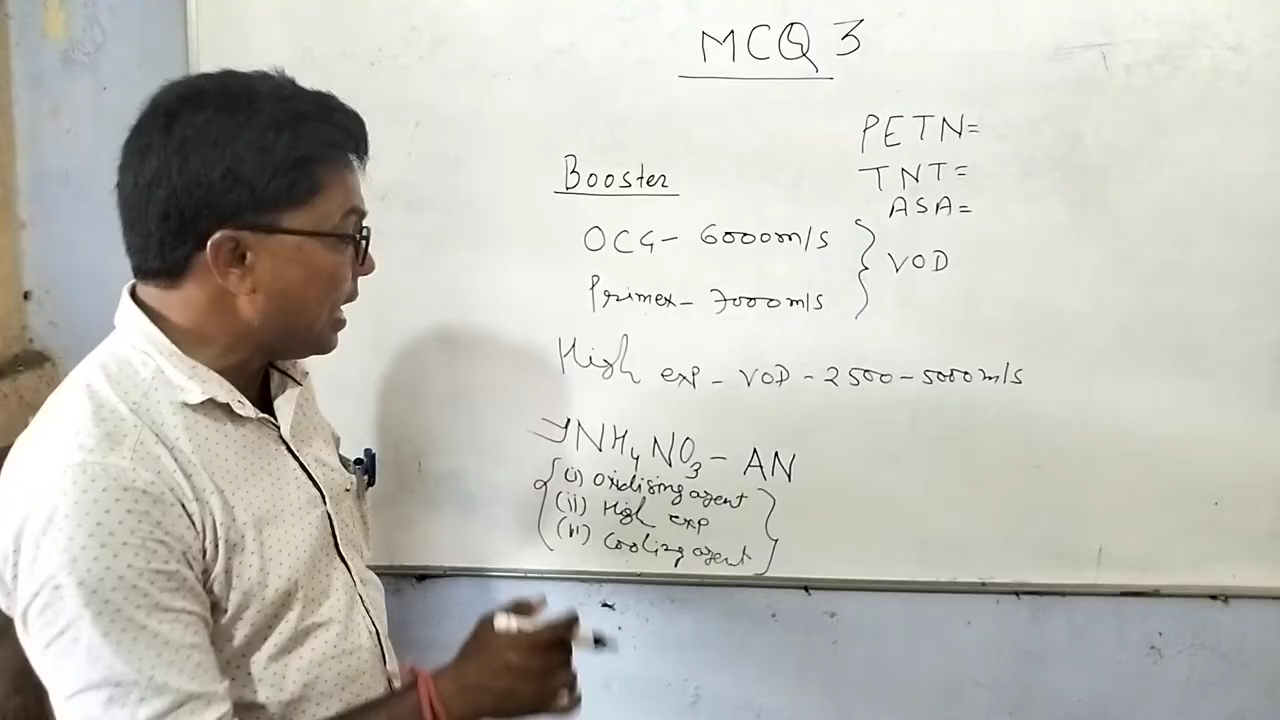 MCQ 3
PETN=
TNT=
ASA=
Booster
OCG- 6000m/s
Primex- 7000m/s
VOD
High exp - VOD - 2500-5000m/s
NH4NO3 - AN
(i) Oxidising agent
(ii) High exp
(iii) Cooling agent